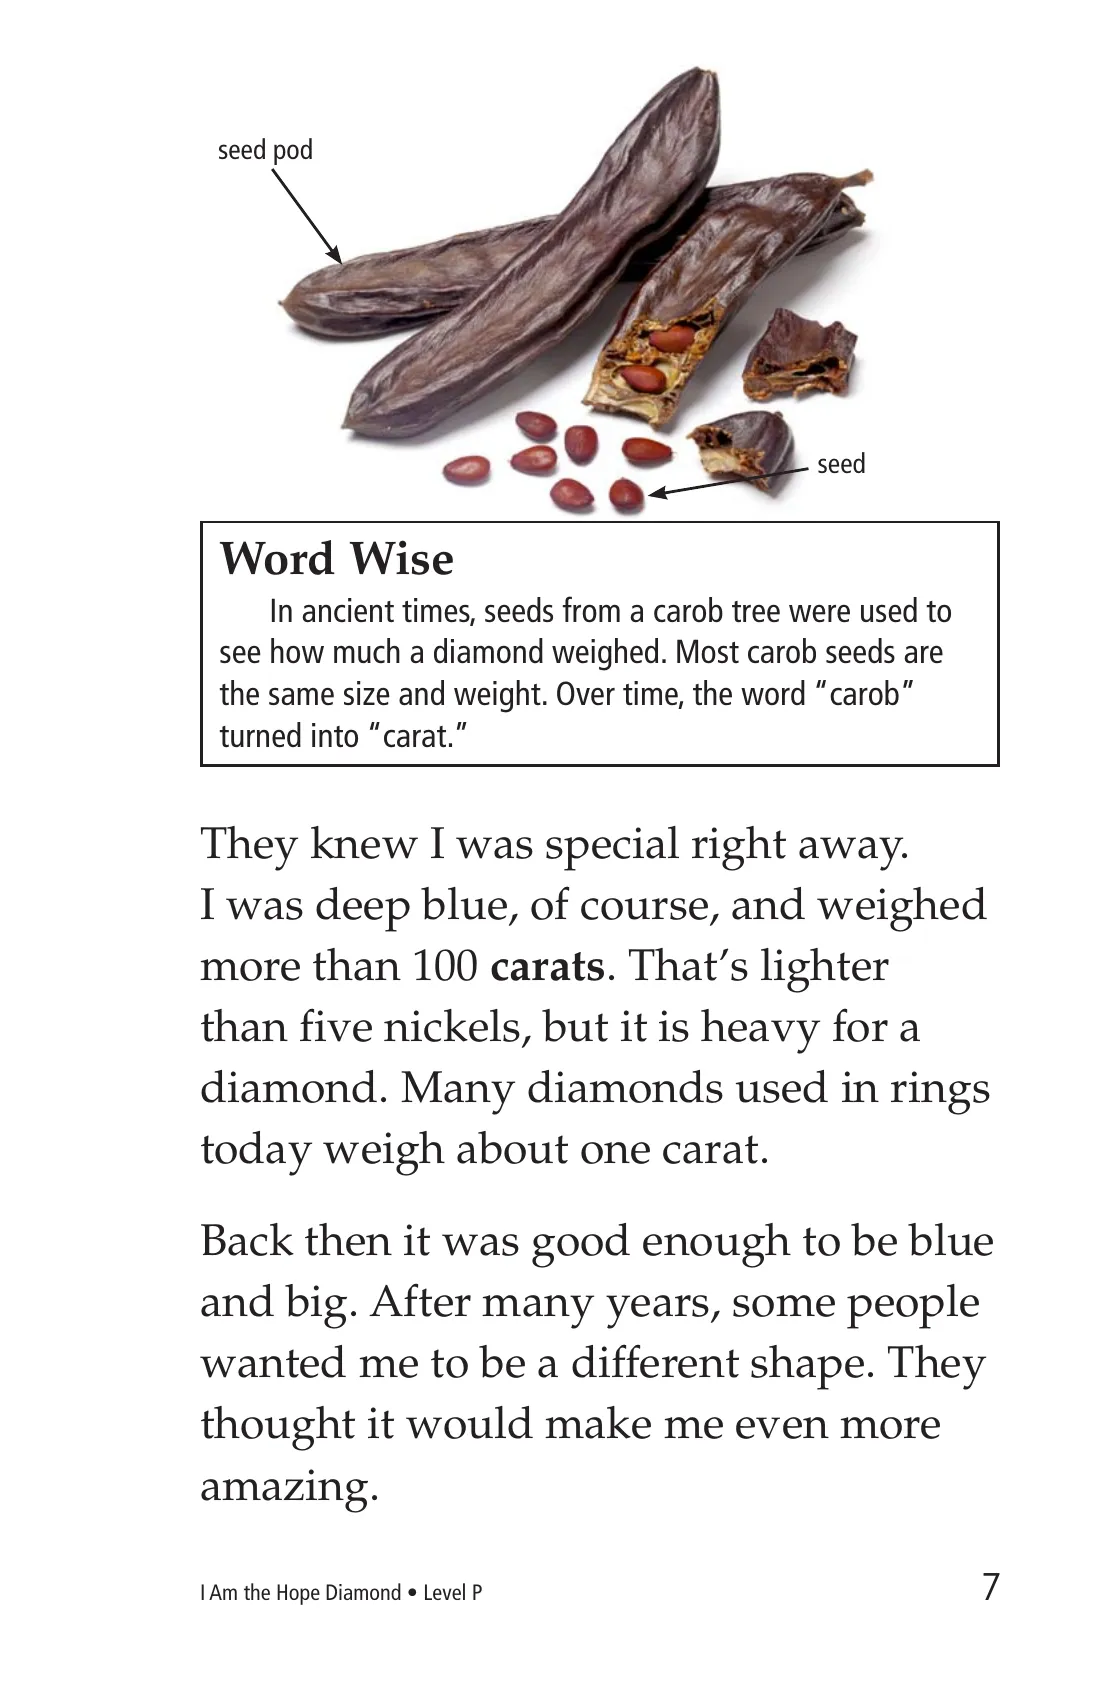 seed pod
seed
Word Wise
In ancient times, seeds from a carob tree were used to
see how much a diamond weighed. Most carob seeds are
the same size and weight. Over time, the word “carob”
turned into “carat.”
They knew I was special right away.
I was deep blue, of course, and weighed
more than 100 carats. That’s lighter
than five nickels, but it is heavy for a
diamond. Many diamonds used in rings
today weigh about one carat.
Back then it was good enough to be blue
and big. After many years, some people
wanted me to be a different shape. They
thought it would make me even more
amazing.
I Am the Hope Diamond • Level P
7